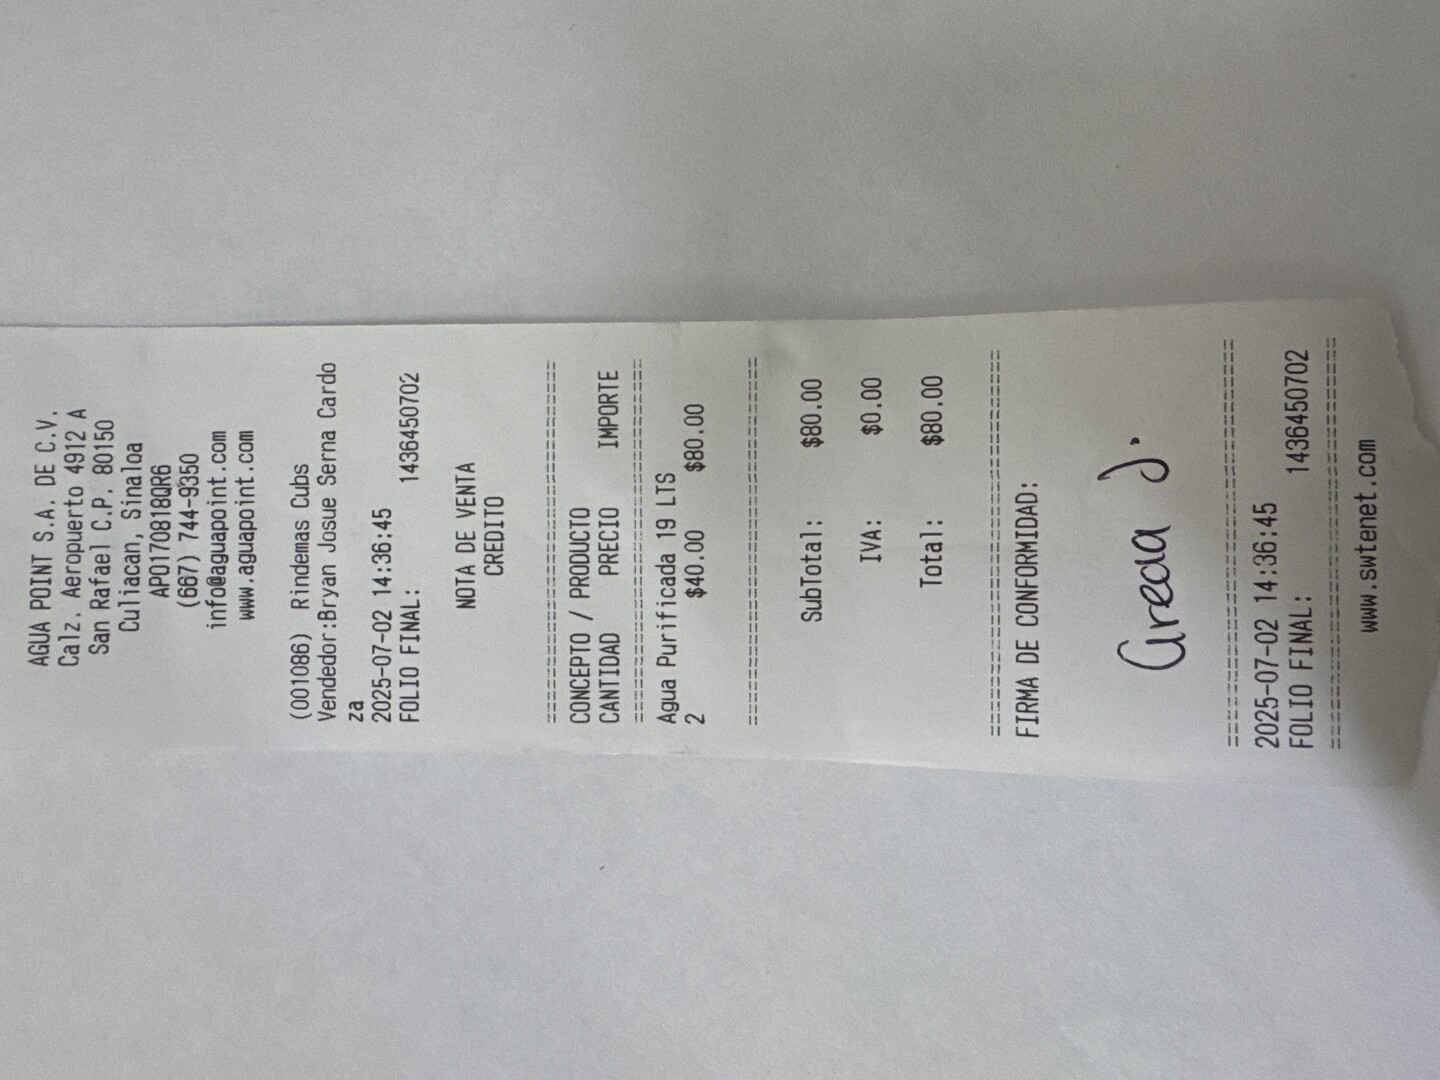 AGUA POINT S.A. DE C.V.
Calz. Aeropuerto 4912 A
San Rafael C.P. 80150
Culiacan, Sinaloa
APO170818QR6
(667) 744-9350
info@aguapoint.com
www.aguapoint.com
(001086) Rindemas Cubs
Vendedor:Bryan Josue Serna Cardo
za
2025-07-02 14:36:45
FOLIO FINAL: 1436450702
NOTA DE VENTA
CREDITO
================================
CONCEPTO / PRODUCTO
CANTIDAD PRECIO IMPORTE
================================
Agua Purificada 19 LTS
2 $40.00 $80.00
================================
SubTotal: $80.00
IVA: $0.00
Total: $80.00
================================
FIRMA DE CONFORMIDAD:
J.
================================
2025-07-02 14:36:45
FOLIO FINAL: 1436450702
================================
www.swtenet.com